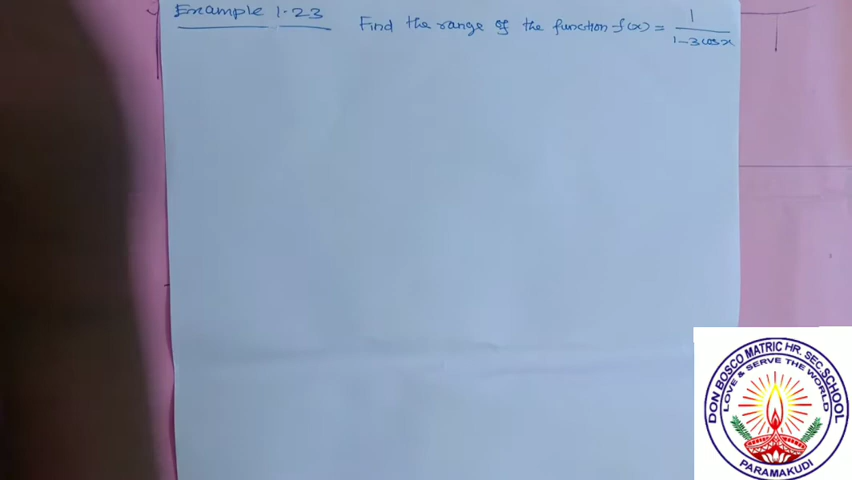 Example 1.23 Find the range of the function f(x) = 1/(1-3cosx)
DON BOSCO MATRIC HR. SEC. SCHOOL
LOVE & SERVE THE WORLD
PARAMAKUDI